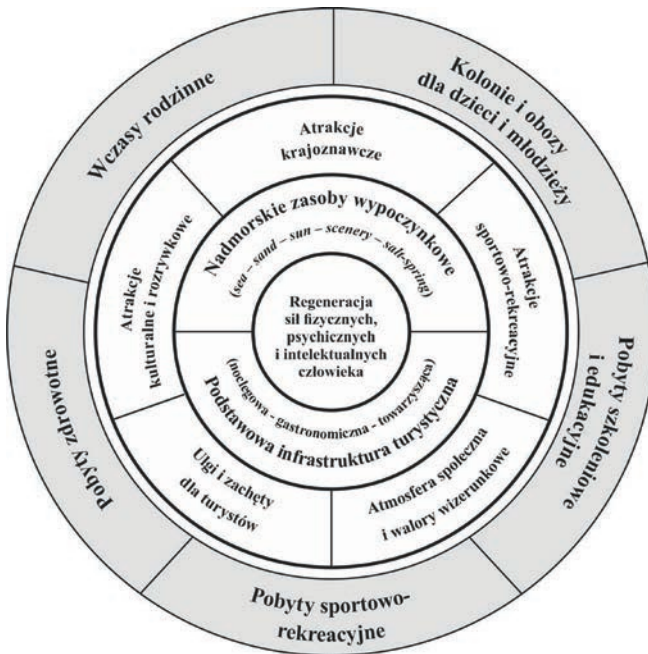 Wczasy rodzinne
Kolonie i obozy
dla dzieci i młodzieży
Atrakcje
krajoznawcze
Nadmorskie zasoby wypoczynkowe
(sea – sand – sun – scenery – salt-spring)
Atrakcje
kulturalne i rozrywkowe
Atrakcje
sportowo-rekreacyjne
Regeneracja
sił fizycznych,
psychicznych
i intelektualnych
człowieka
(noclegowa - gastronomiczna - towarzysząca)
Podstawowa infrastruktura turystyczna
Pobyty zdrowotne
Pobyty szkoleniowe
i edukacyjne
Ulgi i zachęty
dla turystów
Atmosfera społeczna
i walory wizerunkowe
Pobyty sportowo-
rekreacyjne